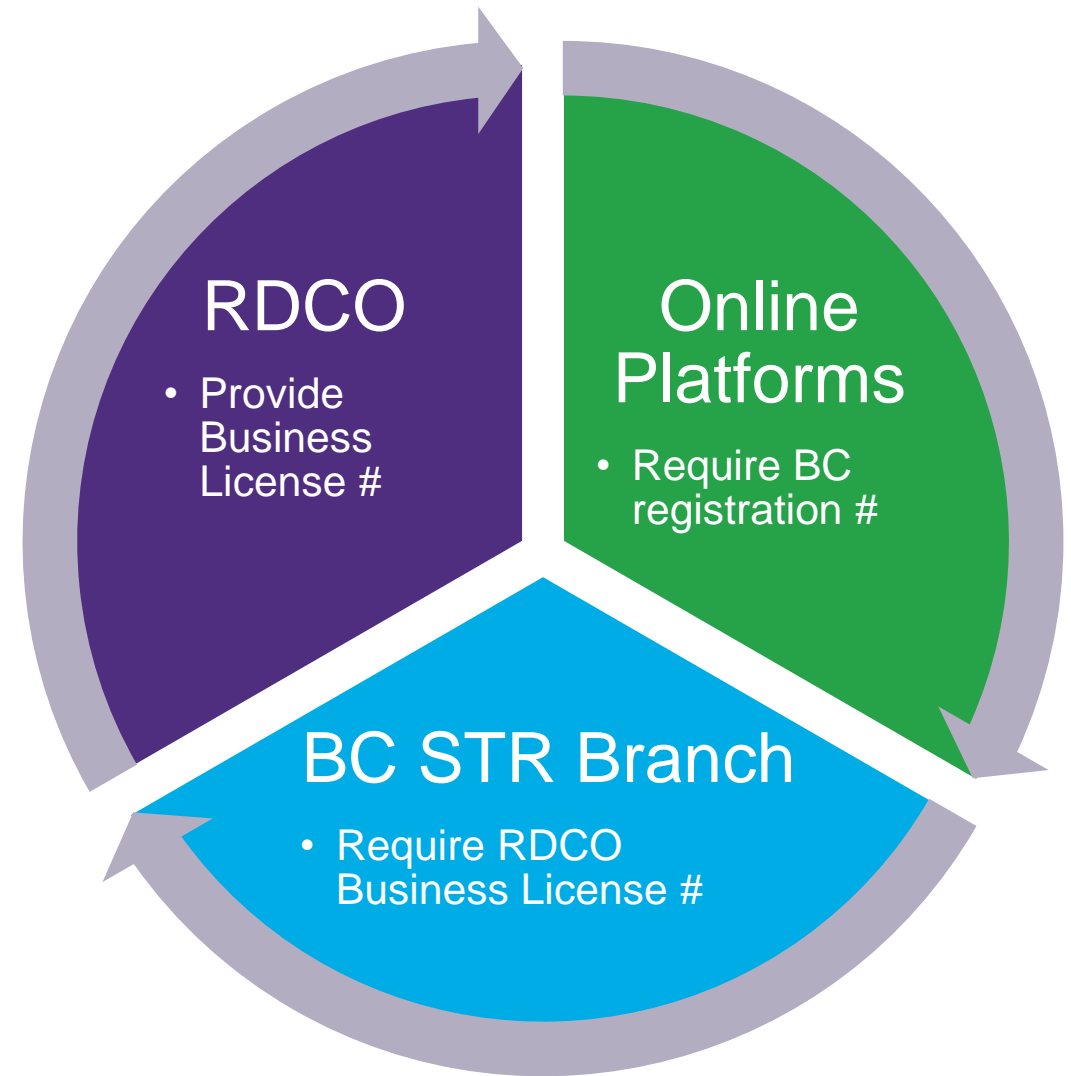 RDCO
• Provide
Business
License #
Online
Platforms
• Require BC
registration #
BC STR Branch
• Require RDCO
Business License #